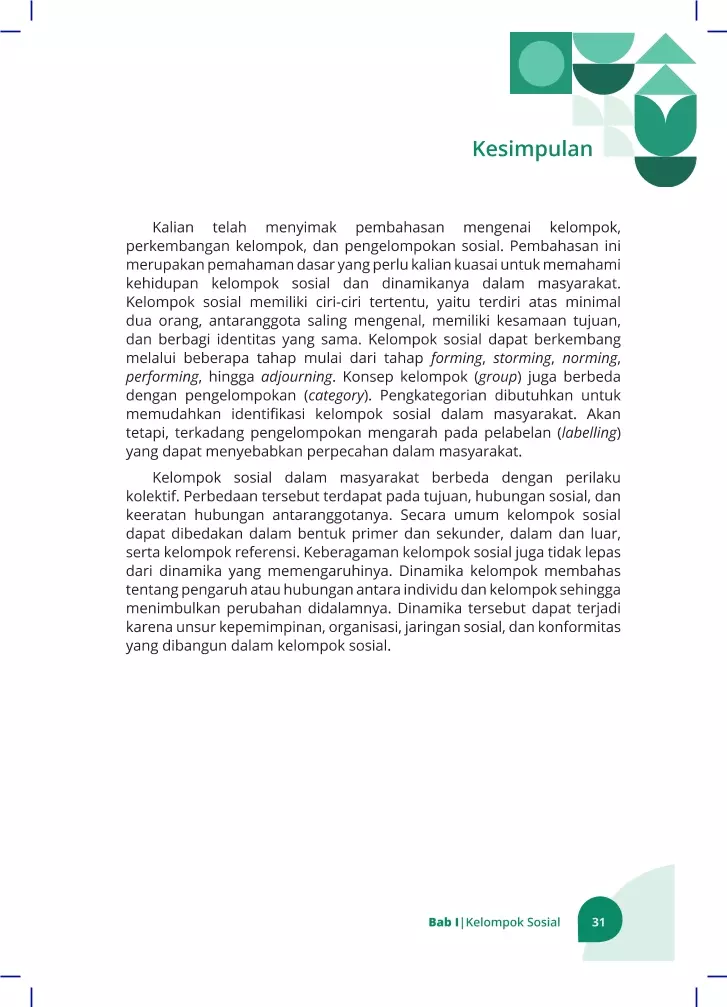 Kesimpulan
Kalian telah menyimak pembahasan mengenai kelompok,
perkembangan kelompok, dan pengelompokan sosial. Pembahasan ini
merupakan pemahaman dasar yang perlu kalian kuasai untuk memahami
kehidupan kelompok sosial dan dinamikanya dalam masyarakat.
Kelompok sosial memiliki ciri-ciri tertentu, yaitu terdiri atas minimal
dua orang, antaranggota saling mengenal, memiliki kesamaan tujuan,
dan berbagi identitas yang sama. Kelompok sosial dapat berkembang
melalui beberapa tahap mulai dari tahap forming, storming, norming,
performing, hingga adjourning. Konsep kelompok (group) juga berbeda
dengan pengelompokan (category). Pengkategorian dibutuhkan untuk
memudahkan identifikasi kelompok sosial dalam masyarakat. Akan
tetapi, terkadang pengelompokan mengarah pada pelabelan (labelling)
yang dapat menyebabkan perpecahan dalam masyarakat.
Kelompok sosial dalam masyarakat berbeda dengan perilaku
kolektif. Perbedaan tersebut terdapat pada tujuan, hubungan sosial, dan
keeratan hubungan antaranggotanya. Secara umum kelompok sosial
dapat dibedakan dalam bentuk primer dan sekunder, dalam dan luar,
serta kelompok referensi. Keberagaman kelompok sosial juga tidak lepas
dari dinamika yang memengaruhinya. Dinamika kelompok membahas
tentang pengaruh atau hubungan antara individu dan kelompok sehingga
menimbulkan perubahan didalamnya. Dinamika tersebut dapat terjadi
karena unsur kepemimpinan, organisasi, jaringan sosial, dan konformitas
yang dibangun dalam kelompok sosial.
Bab I|Kelompok Sosial 31